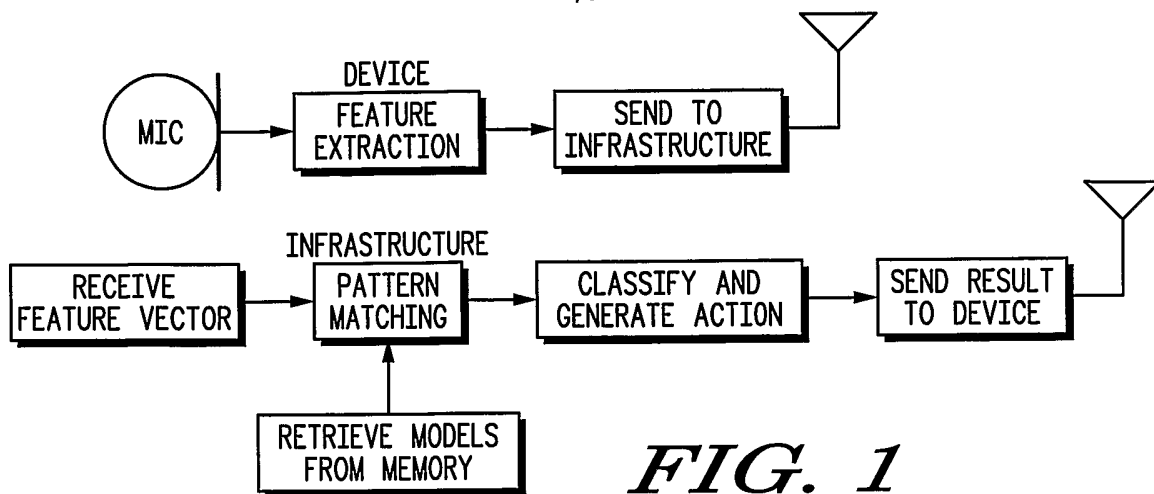 DEVICE
MIC
FEATURE
EXTRACTION
SEND TO
INFRASTRUCTURE
INFRASTRUCTURE
RECEIVE
FEATURE VECTOR
PATTERN
MATCHING
CLASSIFY AND
GENERATE ACTION
SEND RESULT
TO DEVICE
RETRIEVE MODELS
FROM MEMORY
FIG. 1